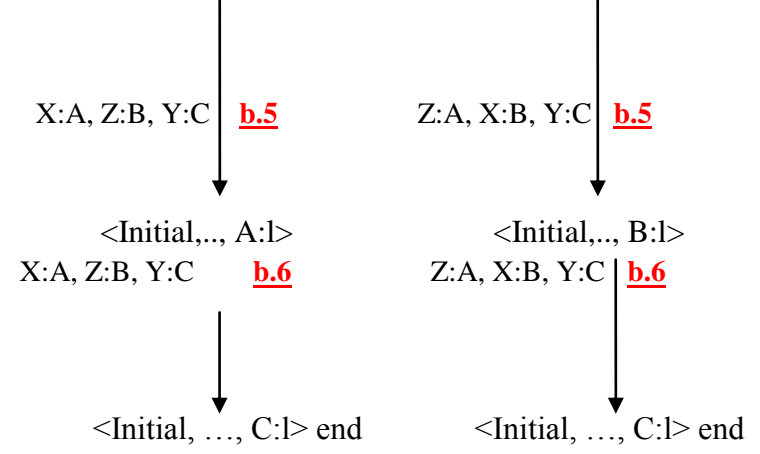 X:A, Z:B, Y:C b.5 Z:A, X:B, Y:C b.5
<Initial,.., A:l> <Initial,.., B:l>
X:A, Z:B, Y:C b.6 Z:A, X:B, Y:C b.6
<Initial, …, C:l> end <Initial, …, C:l> end